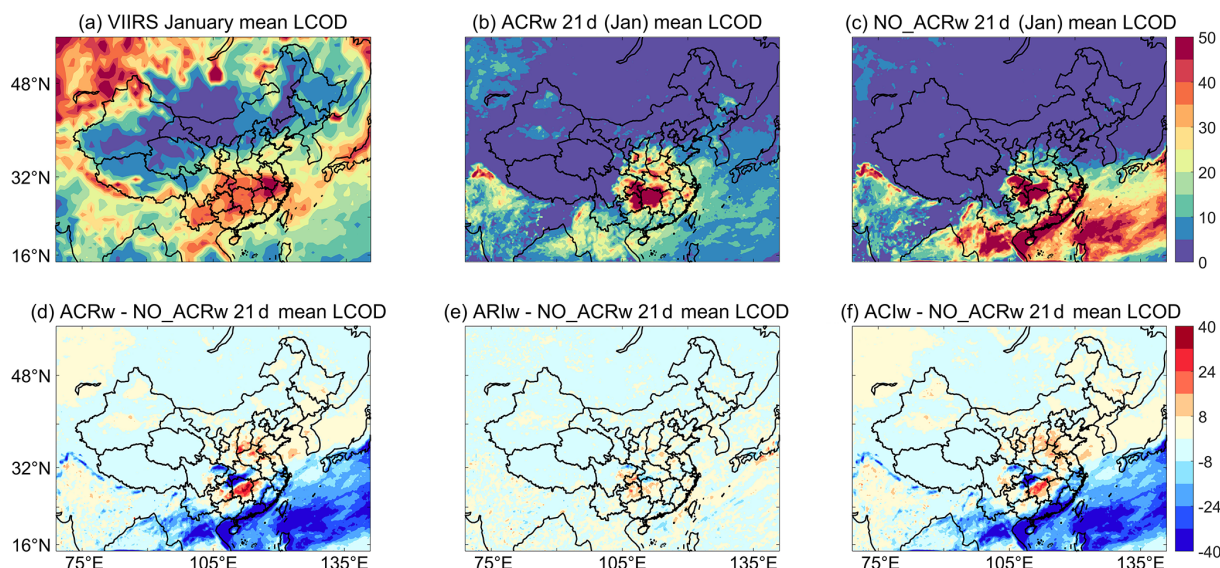 (a) VIIRS January mean LCOD
(b) ACRw 21 d (Jan) mean LCOD
(c) NO_ACRw 21 d (Jan) mean LCOD
48°N
32°N
16°N
50
40
30
20
10
0
(d) ACRw - NO_ACRw 21 d mean LCOD
(e) ARIw - NO_ACRw 21 d mean LCOD
(f) ACIw - NO_ACRw 21 d mean LCOD
48°N
32°N
16°N
40
24
8
-8
-24
-40
75°E 105°E 135°E
75°E 105°E 135°E
75°E 105°E 135°E